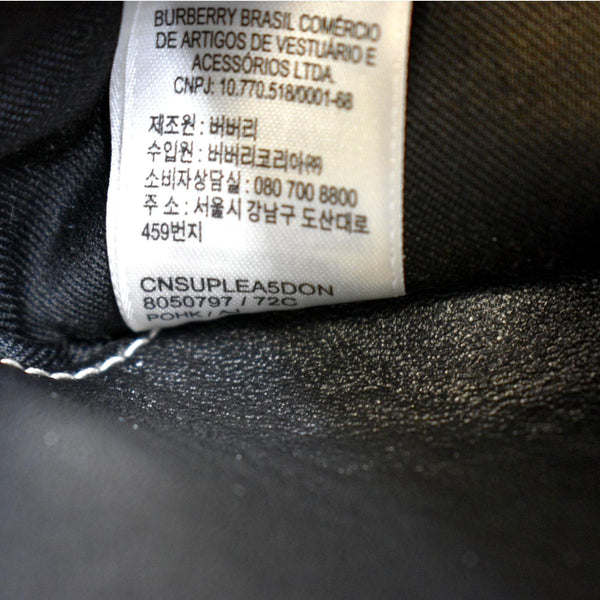 BURBERRY BRASIL COMÉRCIO
DE ARTIGOS DE VESTUÁRIO E
ACESSÓRIOS LTDA.
CNPJ: 10.770.518/0001-68
제조원 : 버버리
수입원 : 버버리코리아㈜
소비자상담실 : 080 700 8800
주 소 : 서울시 강남구 도산대로
459번지
CNSUPLEA5DON
8050797 / 72C
POHK / A